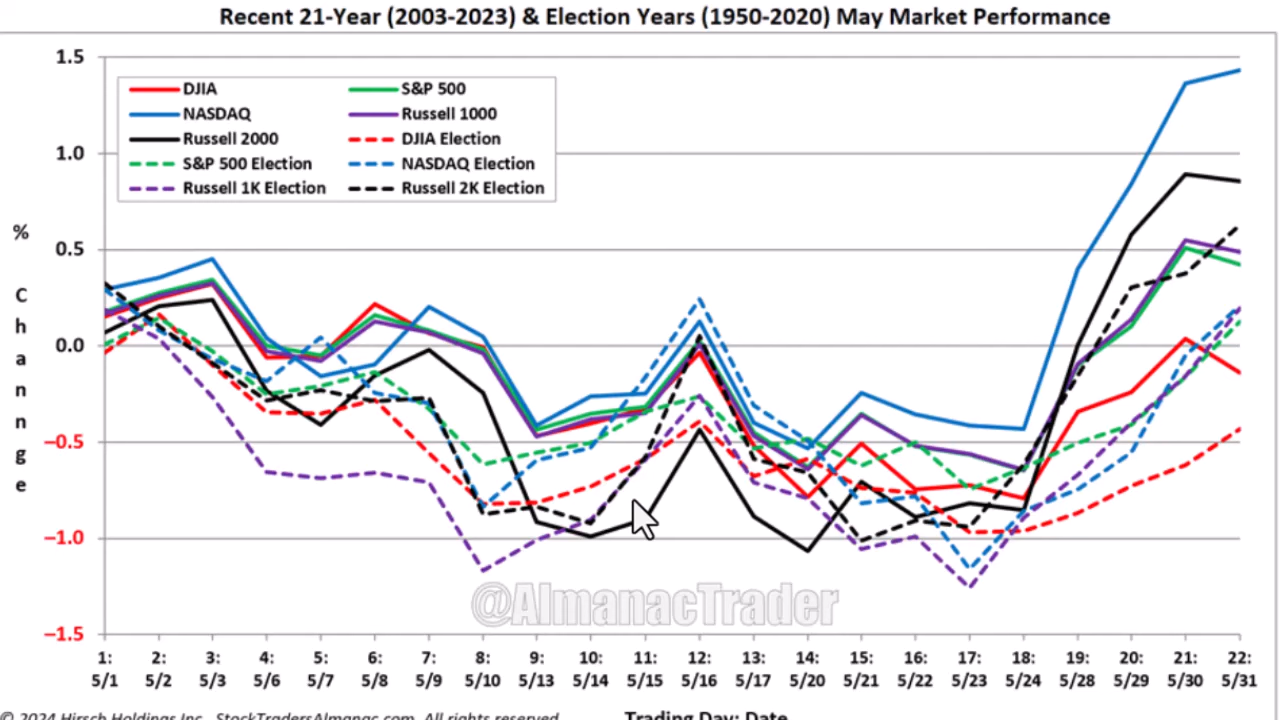 Recent 21-Year (2003-2023) & Election Years (1950-2020) May Market Performance
1.5
1.0
0.5
0.0
–0.5
–1.0
–1.5
% Channge
DJIA S&P 500
NASDAQ Russell 1000
Russell 2000 DJIA Election
S&P 500 Election NASDAQ Election
Russell 1K Election Russell 2K Election
@AlmanacTrader
1: 2: 3: 4: 5: 6: 7: 8: 9: 10: 11: 12: 13: 14: 15: 16: 17: 18: 19: 20: 21: 22:
5/1 5/2 5/3 5/6 5/7 5/8 5/9 5/10 5/13 5/14 5/15 5/16 5/17 5/20 5/21 5/22 5/23 5/24 5/28 5/29 5/30 5/31
© 2024 Hirsch Holdings Inc., StockTradersAlmanac.com. All rights reserved Trading Day: Date